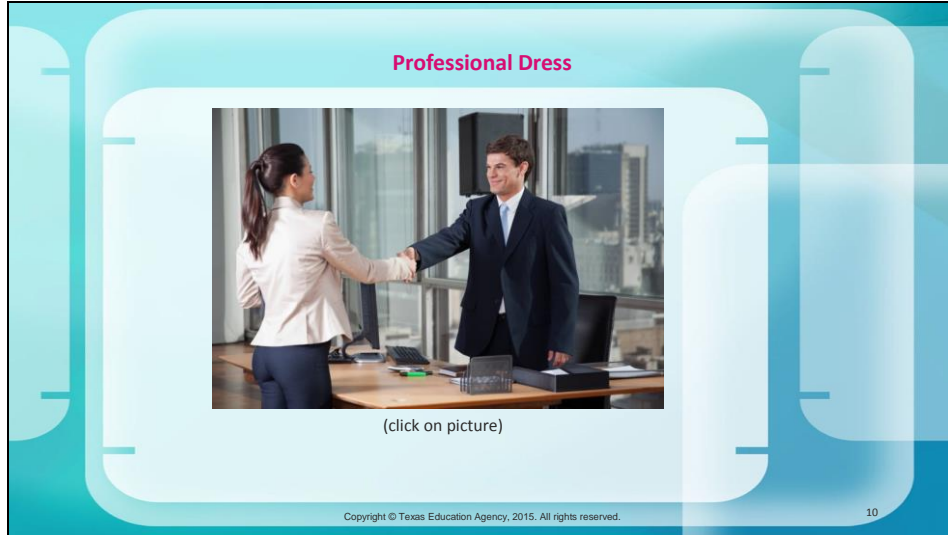 Professional Dress
(click on picture)
Copyright © Texas Education Agency, 2015. All rights reserved.
10